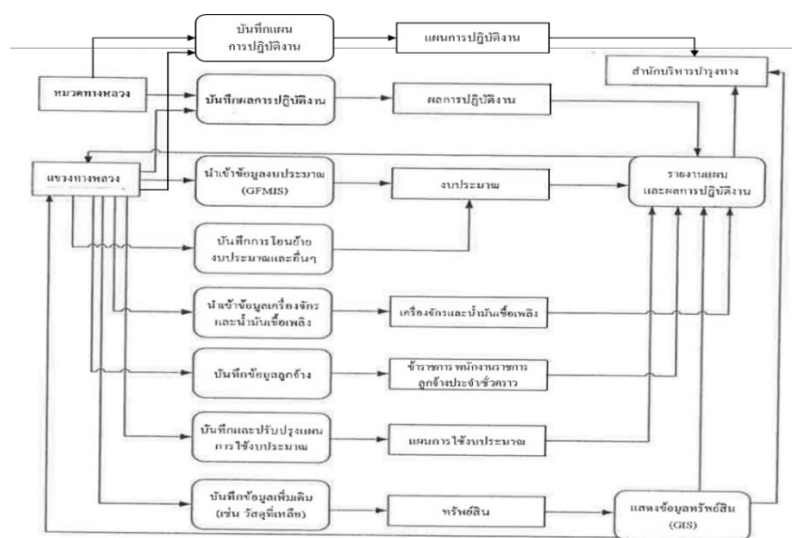 บันทึกแผน
การปฏิบัติงาน
แผนการปฏิบัติงาน
สำนักบริหารบำรุงทาง
หมวดทางหลวง
บันทึกผลการปฏิบัติงาน
ผลการปฏิบัติงาน
แขวงทางหลวง
นำเข้าข้อมูลงบประมาณ
(GFMIS)
งบประมาณ
รายงานแผน
และผลการปฏิบัติงาน
บันทึกการโอนย้าย
งบประมาณและอื่นๆ
นำเข้าข้อมูลเครื่องจักร
และน้ำมันเชื้อเพลิง
เครื่องจักรและน้ำมันเชื้อเพลิง
บันทึกข้อมูลลูกจ้าง
ข้าราชการ พนักงานราชการ
ลูกจ้างประจำ/ชั่วคราว
บันทึกและปรับปรุงแผน
การใช้งบประมาณ
แผนการใช้งบประมาณ
บันทึกข้อมูลเพิ่มเติม
(เช่น วัสดุที่เหลือ)
ทรัพย์สิน
แสดงข้อมูลทรัพย์สิน
(GIS)